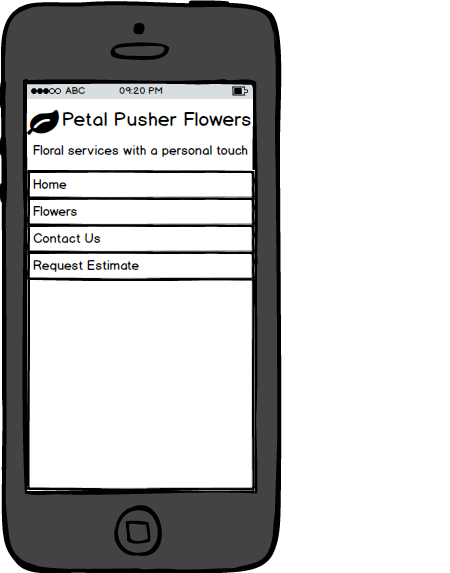 ABC 09:20 PM
Petal Pusher Flowers
Floral services with a personal touch
Home
Flowers
Contact Us
Request Estimate